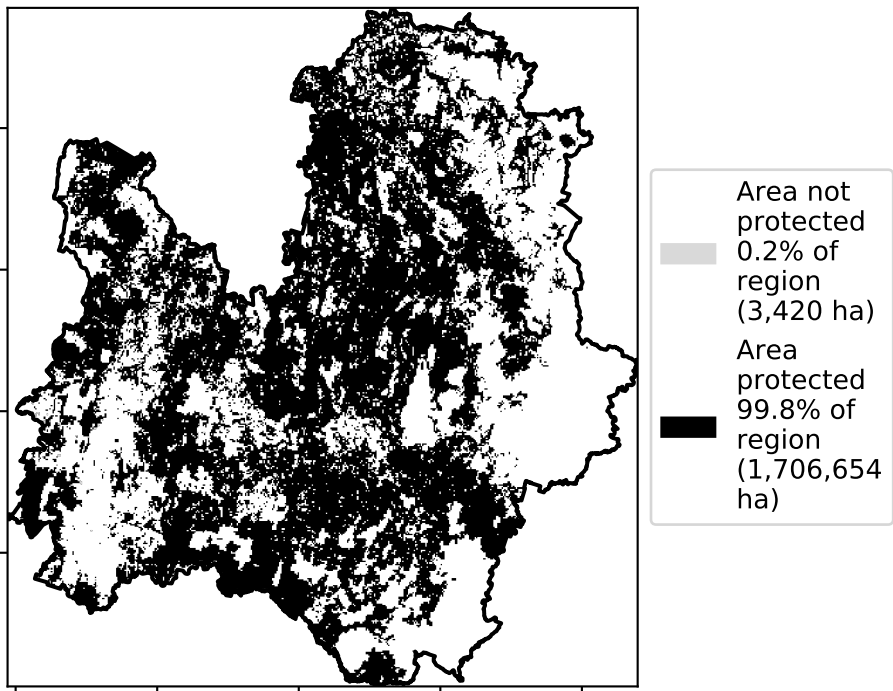 Area not
protected
0.2% of
region
(3,420 ha)
Area
protected
99.8% of
region
(1,706,654
ha)